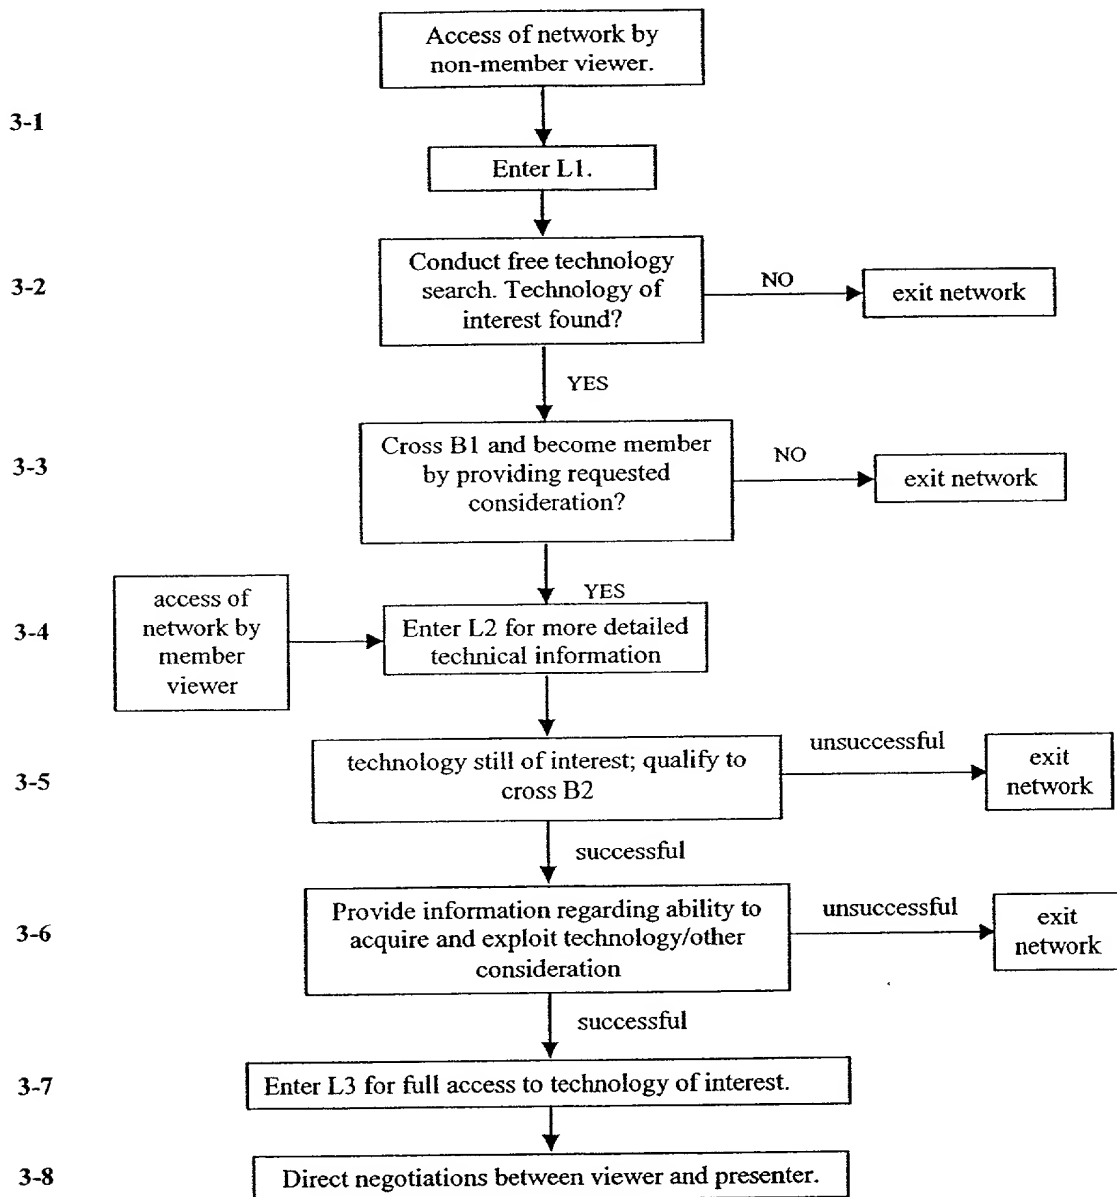 Access of network by
non-member viewer.
3-1
Enter L1.
3-2
Conduct free technology
search. Technology of
interest found?
NO
exit network
YES
3-3
Cross B1 and become member
by providing requested
consideration?
NO
exit network
YES
access of
network by
member
viewer
3-4
Enter L2 for more detailed
technical information
3-5
technology still of interest; qualify to
cross B2
unsuccessful
exit
network
successful
3-6
Provide information regarding ability to
acquire and exploit technology/other
consideration
unsuccessful
exit
network
successful
3-7
Enter L3 for full access to technology of interest.
3-8
Direct negotiations between viewer and presenter.